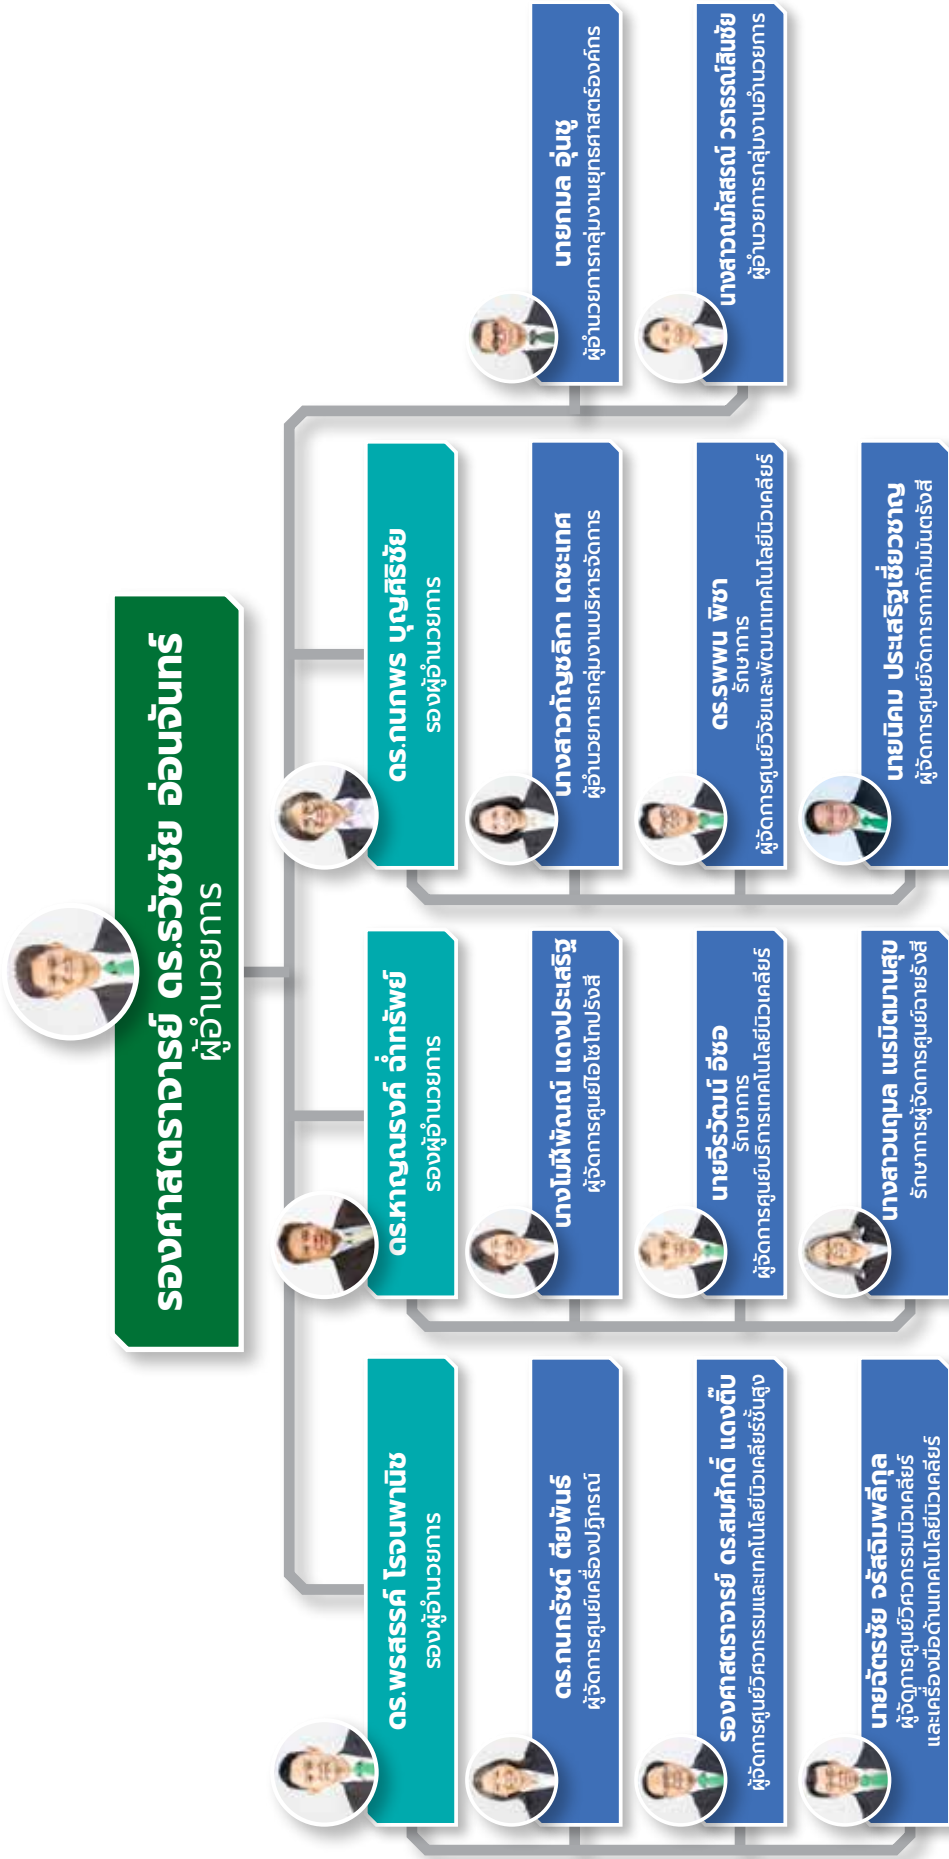 รองศาสตราจารย์ ดร.ธวัชชัย อ่อนจันทร์
ผู้อำนวยการ
ดร.พรสรรค์ โรจนพานิช
รองผู้อำนวยการ
ดร.กนกรัชต์ ตียพันธ์
ผู้จัดการศูนย์เครื่องปฏิกรณ์
รองศาสตราจารย์ ดร.สมศักดิ์ แดงติ๊บ
ผู้จัดการศูนย์วิศวกรรมและเทคโนโลยีนิวเคลียร์ชั้นสูง
นายฉัตรชัย จรัสฉิมพลีกุล
ผู้จัดการศูนย์วิศวกรรมนิวเคลียร์
และเครื่องมือด้านเทคโนโลยีนิวเคลียร์
ดร.หาญณรงค์ ฉ่ำทรัพย์
รองผู้อำนวยการ
นางโมฬีพัณณ์ แดงประเสริฐ
ผู้จัดการศูนย์ไอโซโทปรังสี
นายจีรวัฒน์ อีซอ
รักษาการ
ผู้จัดการศูนย์บริการเทคโนโลยีนิวเคลียร์
นางสาวนฤมล เนรมิตมานสุข
รักษาการผู้จัดการศูนย์ฉายรังสี
ดร.กนกพร บุญศิริชัย
รองผู้อำนวยการ
นางสาวกัญชลิกา เดชะเทศ
ผู้อำนวยการกลุ่มงานบริหารจัดการ
ดร.รพพน พิชา
รักษาการ
ผู้จัดการศูนย์วิจัยและพัฒนาเทคโนโลยีนิวเคลียร์
นายนิคม ประเสริฐเชี่ยวชาญ
ผู้จัดการศูนย์จัดการกากกัมมันตรังสี
นายกมล อุ่นชู
ผู้อำนวยการกลุ่มงานยุทธศาสตร์องค์กร
นางสาวณภัสสรณ์ วราธรณ์สินชัย
ผู้อำนวยการกลุ่มงานอำนวยการ